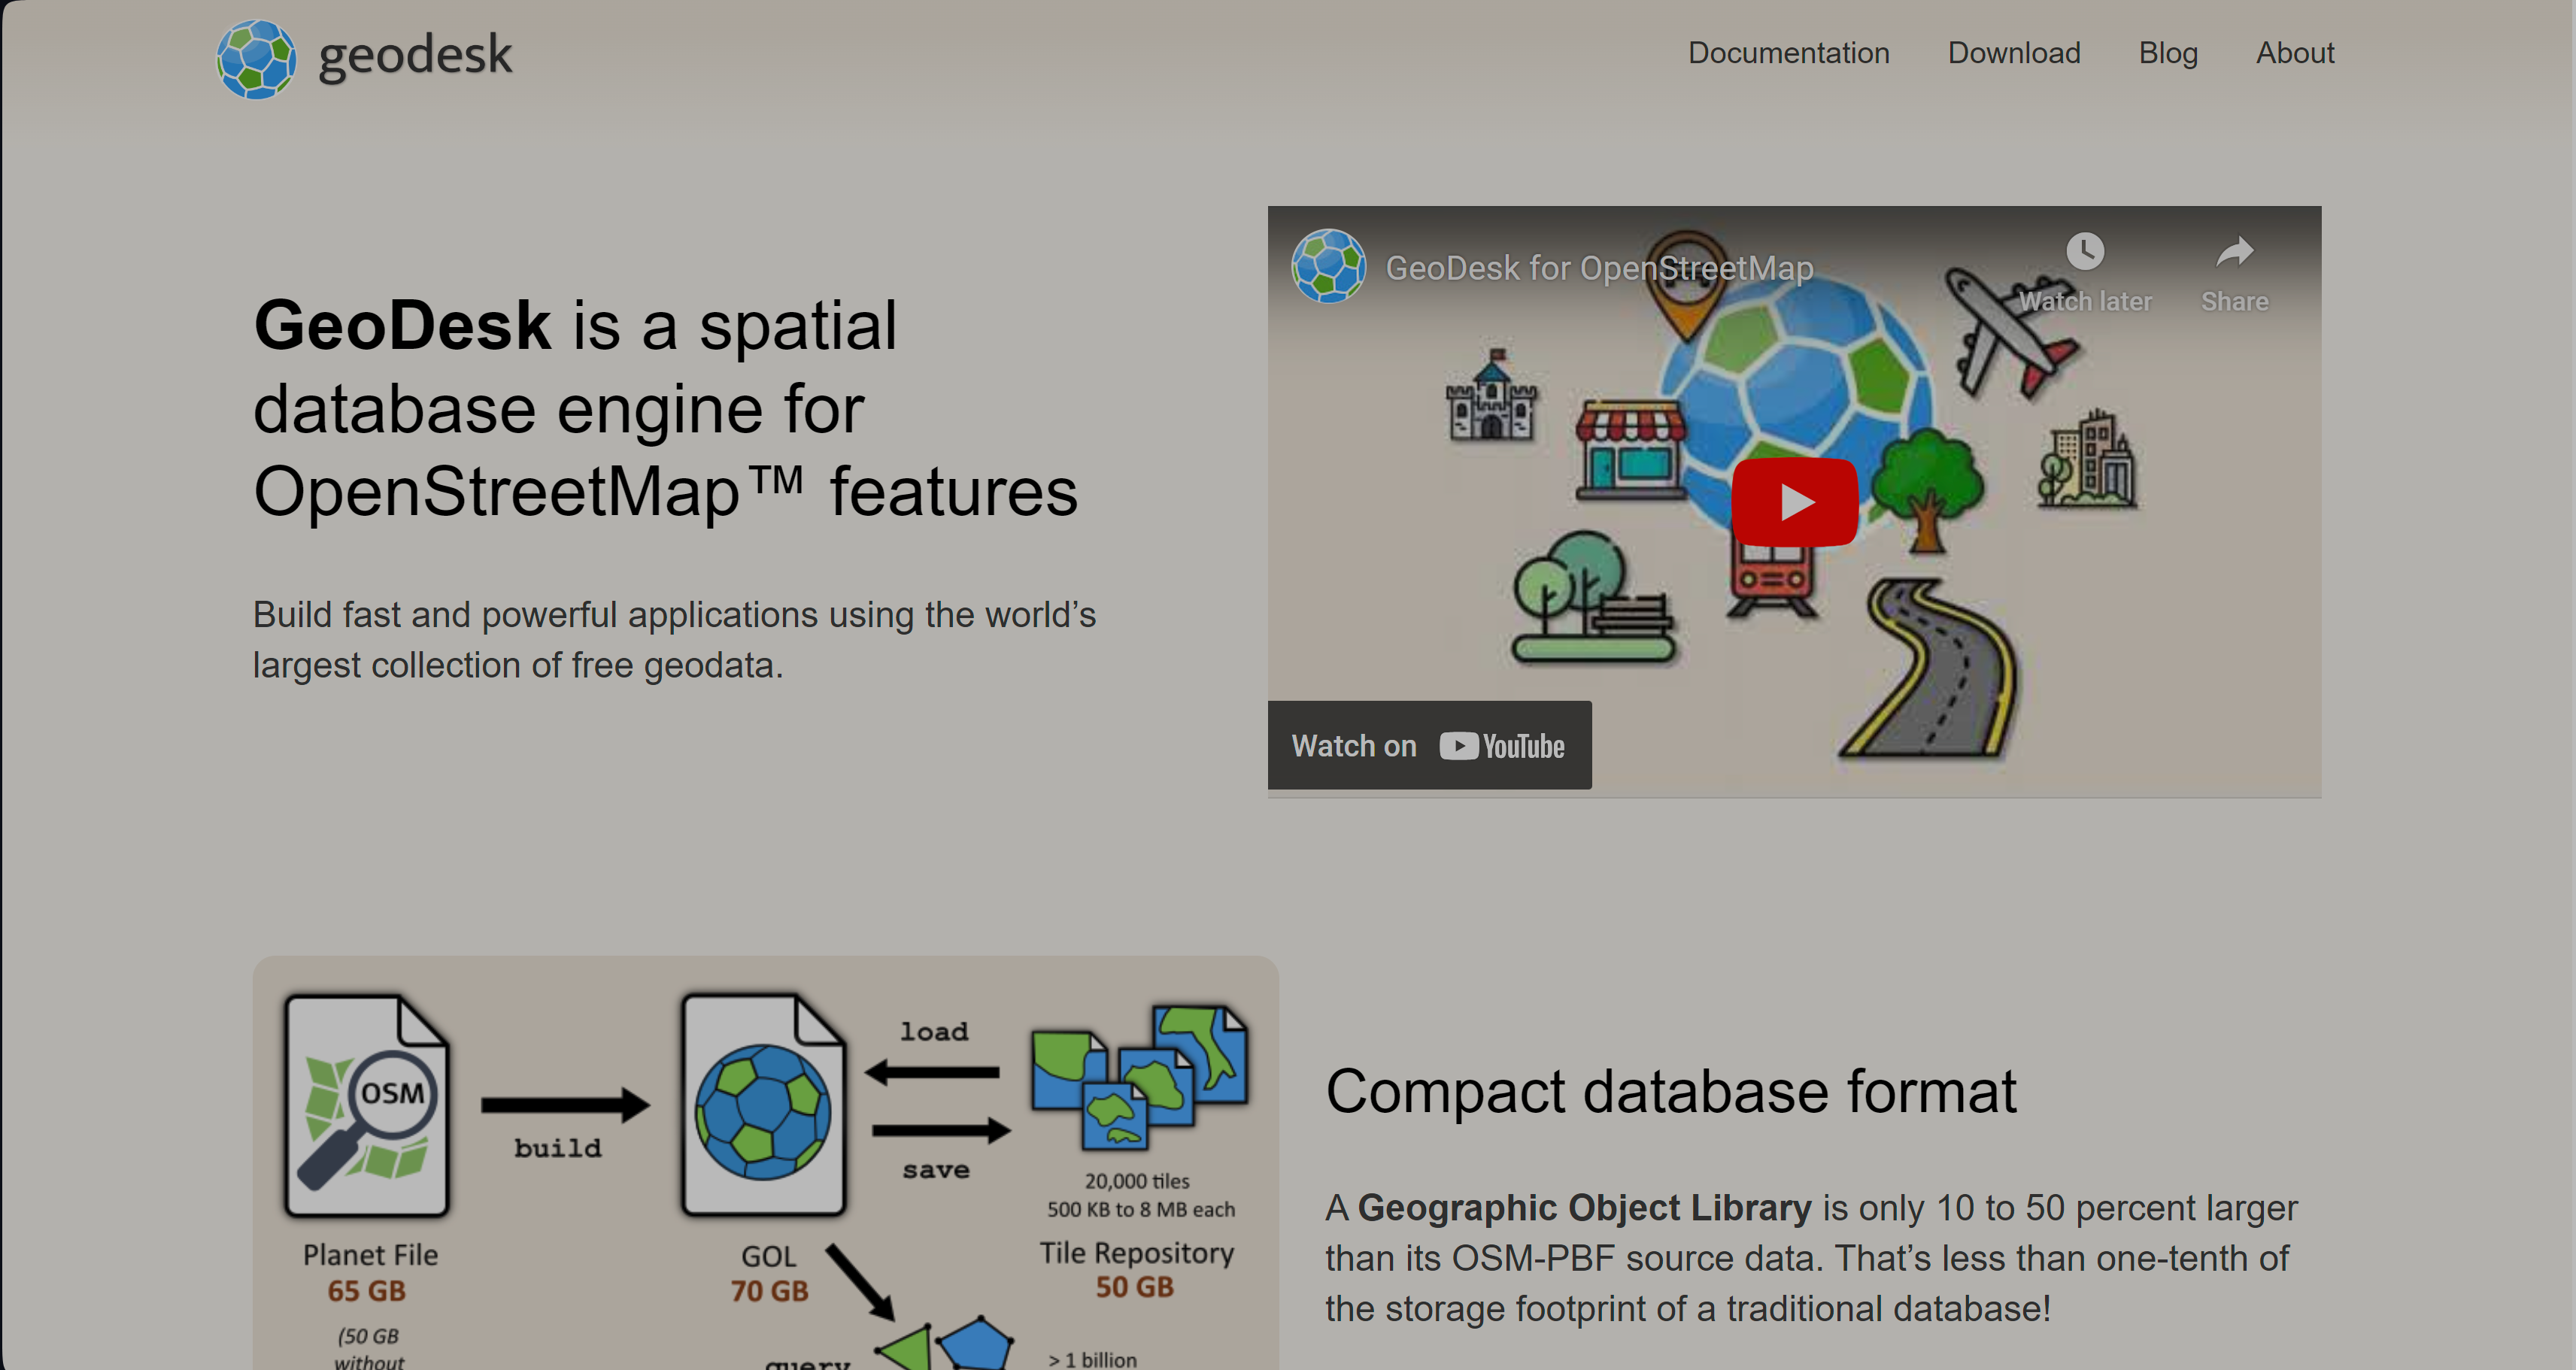 geodesk
Documentation
Download
Blog
About
GeoDesk is a spatial
database engine for
OpenStreetMap™ features
Build fast and powerful applications using the world’s
largest collection of free geodata.
GeoDesk for OpenStreetMap
Watch later
Share
Watch on YouTube
OSM
build
load
save
20,000 tiles
500 KB to 8 MB each
Planet File
65 GB
(50 GB
without
GOL
70 GB
Tile Repository
50 GB
query
> 1 billion
Compact database format
A Geographic Object Library is only 10 to 50 percent larger
than its OSM-PBF source data. That’s less than one-tenth of
the storage footprint of a traditional database!